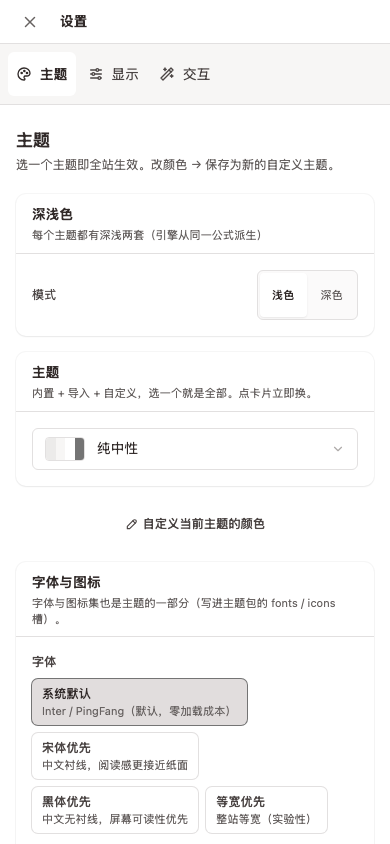 设置
主题
显示
交互
主题
选一个主题即全站生效。改颜色 → 保存为新的自定义主题。
深浅色
每个主题都有深浅两套（引擎从同一公式派生）
模式
浅色
深色
主题
内置 + 导入 + 自定义，选一个就是全部。点卡片立即换。
纯中性
自定义当前主题的颜色
字体与图标
字体与图标集也是主题的一部分（写进主题包的 fonts / icons
槽）。
字体
系统默认
Inter / PingFang（默认，零加载成本）
宋体优先
中文衬线，阅读感更接近纸面
黑体优先
中文无衬线，屏幕可读性优先
等宽优先
整站等宽（实验性）